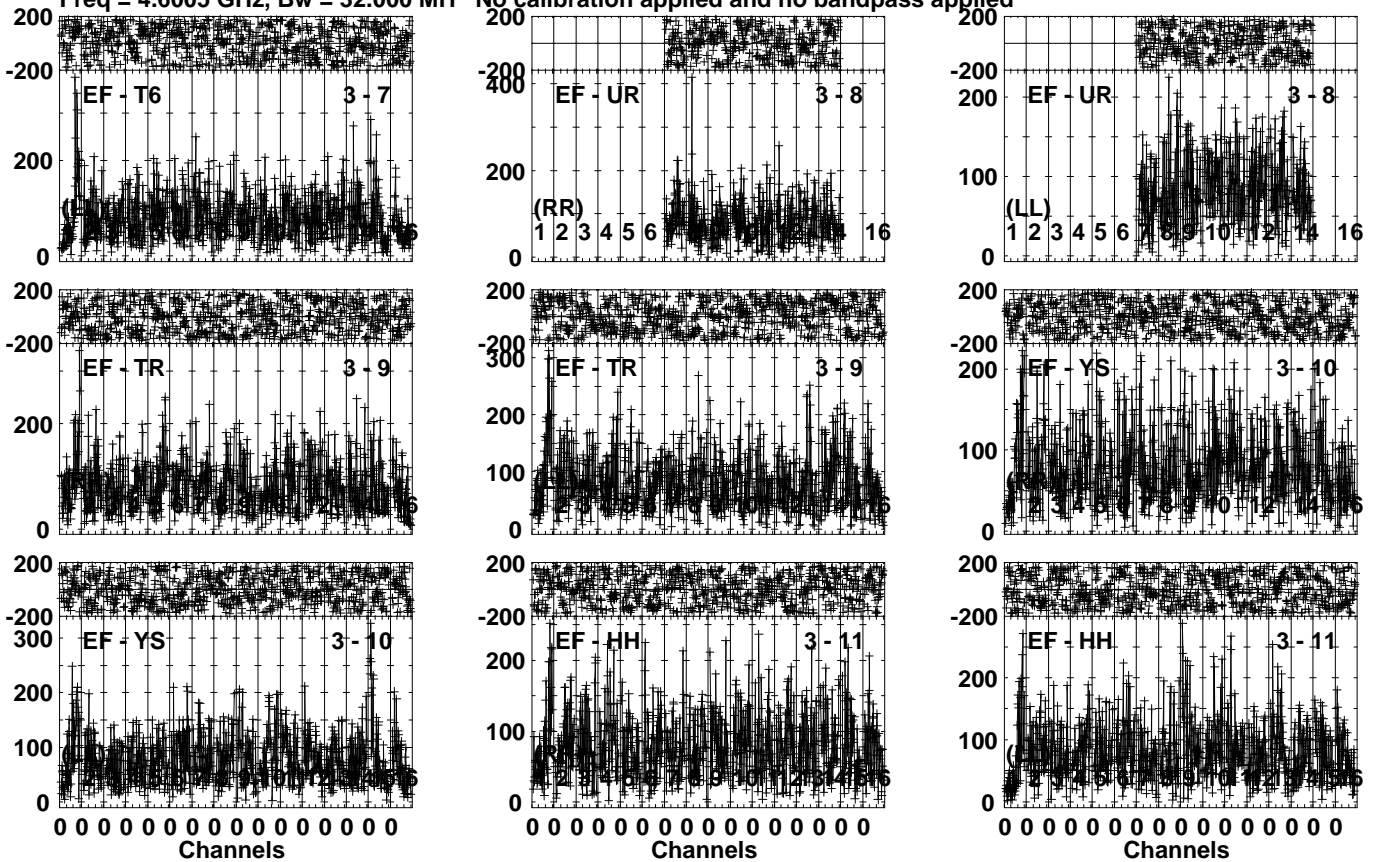 Freq = 4.6005 GHz, Bw = 32.000 MH No calibration applied and no bandpass applied
200 200 200
-200 -200 -200
EF - T6 3 - 7
200
0
400
EF - UR 3 - 8
200
(RR)
1 2 3 4 5 6 16
0
200
EF - UR 3 - 8
100
(LL)
1 2 3 4 5 6 7 8 9 10 12 14 16
0
200 200 200
-200 -200 -200
EF - TR 3 - 9
200
0
300
EF - TR 3 - 9
200
100
0
200
EF - YS 3 - 10
100
0
200 200 200
-200 -200 -200
300
EF - YS 3 - 10
200
100
0
200
EF - HH 3 - 11
100
0
200
EF - HH 3 - 11
100
0
0 0 0 0 0 0 0 0 0 0 0 0 0 0 0 0
0 0 0 0 0 0 0 0 0 0 0 0 0 0 0 0
0 0 0 0 0 0 0 0 0 0 0 0 0 0 0 0
Channels Channels Channels